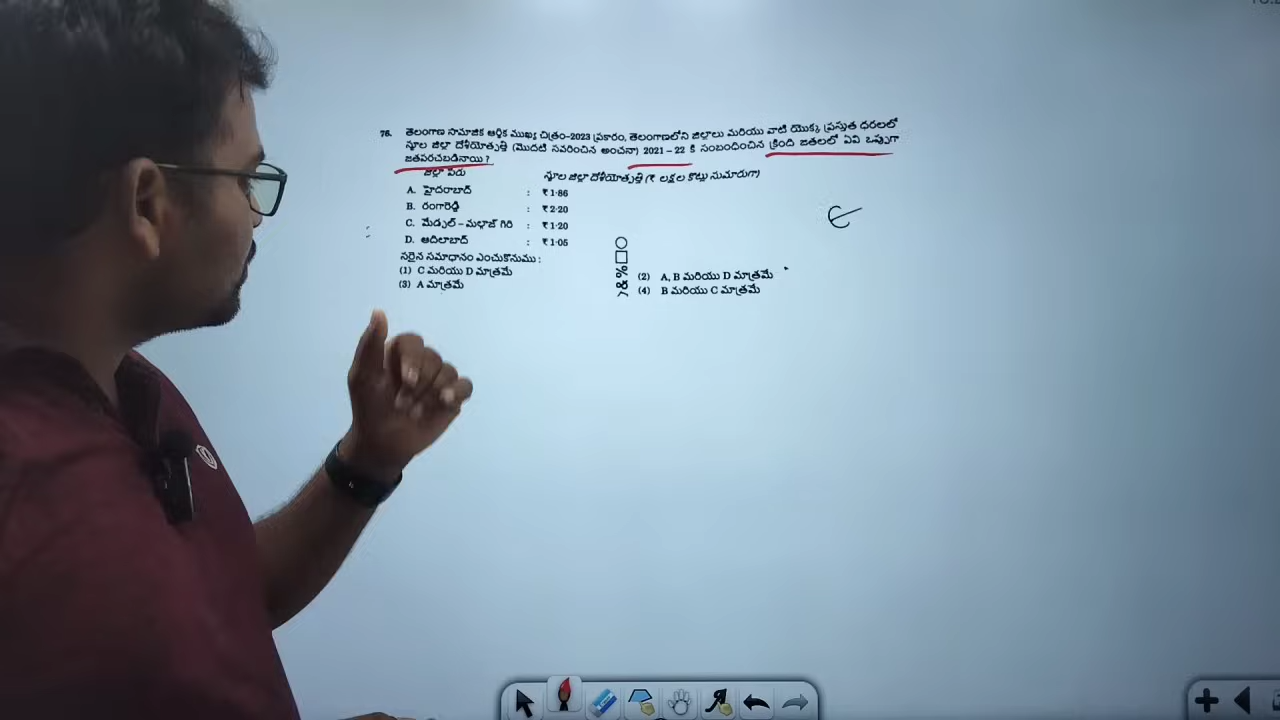 76. తెలంగాణ సామాజిక ఆర్థిక ముఖ్య చిత్రం-2023 ప్రకారం, తెలంగాణలోని జిల్లాలు మరియు వాటి యొక్క ప్రస్తుత ధరలలో
స్థూల జిల్లా దేశీయోత్పత్తి (మొదటి సవరించిన అంచనా) 2021 – 22 కి సంబంధించిన క్రింది జతలలో ఏవి ఒప్పుగా
జతపరచబడినాయి ?
జిల్లా పేరు స్థూల జిల్లా దేశీయోత్పత్తి (₹ లక్షల కోట్లు సుమారుగా)
A. హైదరాబాద్ : ₹ 1·86
B. రంగారెడ్డి : ₹ 2·20
C. మేడ్చల్ – మల్కాజ్ గిరి : ₹ 1·20
D. ఆదిలాబాద్ : ₹ 1·05
సరైన సమాధానం ఎంచుకొనుము :
(1) C మరియు D మాత్రమే (2) A, B మరియు D మాత్రమే
(3) A మాత్రమే (4) B మరియు C మాత్రమే